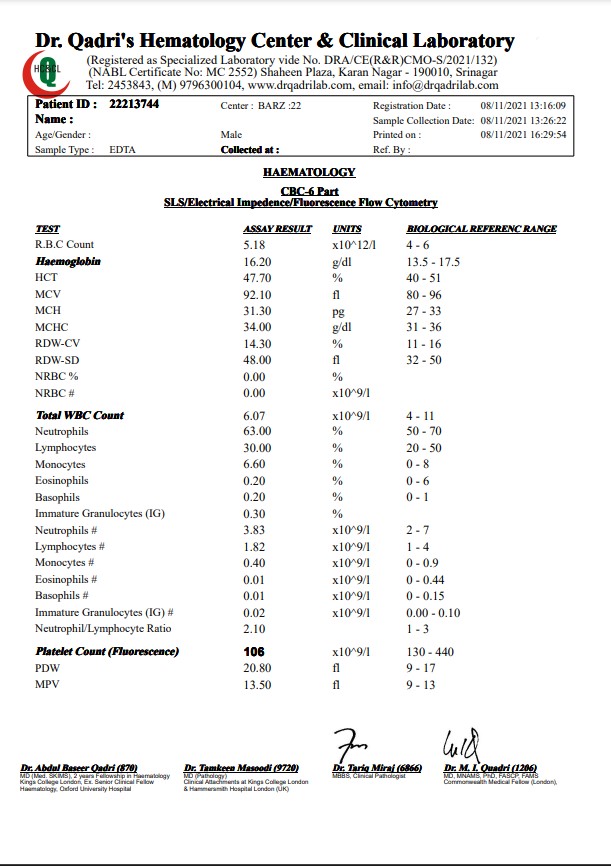 Dr. Qadri's Hematology Center & Clinical Laboratory
(Registered as Specialized Laboratory vide No. DRA/CE(R&R)CMO-S/2021/132)
(NABL Certificate No: MC 2552) Shaheen Plaza, Karan Nagar - 190010, Srinagar
Tel: 2453843, (M) 9796300104, www.drqadrilab.com, email: info@drqadrilab.com
Patient ID : 22213744 Center : BARZ :22 Registration Date : 08/11/2021 13:16:09
Name : Sample Collection Date: 08/11/2021 13:26:22
Age/Gender : Male Printed on : 08/11/2021 16:29:54
Sample Type : EDTA Collected at : Ref. By :
HAEMATOLOGY
CBC-6 Part
SLS/Electrical Impedence/Fluorescence Flow Cytometry
TEST ASSAY RESULT UNITS BIOLOGICAL REFERENC RANGE
R.B.C Count 5.18 x10^12/l 4 - 6
Haemoglobin 16.20 g/dl 13.5 - 17.5
HCT 47.70 % 40 - 51
MCV 92.10 fl 80 - 96
MCH 31.30 pg 27 - 33
MCHC 34.00 g/dl 31 - 36
RDW-CV 14.30 % 11 - 16
RDW-SD 48.00 fl 32 - 50
NRBC % 0.00 %
NRBC # 0.00 x10^9/l
Total WBC Count 6.07 x10^9/l 4 - 11
Neutrophils 63.00 % 50 - 70
Lymphocytes 30.00 % 20 - 50
Monocytes 6.60 % 0 - 8
Eosinophils 0.20 % 0 - 6
Basophils 0.20 % 0 - 1
Immature Granulocytes (IG) 0.30 %
Neutrophils # 3.83 x10^9/l 2 - 7
Lymphocytes # 1.82 x10^9/l 1 - 4
Monocytes # 0.40 x10^9/l 0 - 0.9
Eosinophils # 0.01 x10^9/l 0 - 0.44
Basophils # 0.01 x10^9/l 0 - 0.15
Immature Granulocytes (IG) # 0.02 x10^9/l 0.00 - 0.10
Neutrophil/Lymphocyte Ratio 2.10 1 - 3
Platelet Count (Fluorescence) 106 x10^9/l 130 - 440
PDW 20.80 fl 9 - 17
MPV 13.50 fl 9 - 13
Dr. Abdul Baseer Qadri (870)
MD (Med. SKIMS), 2 years Fellowship in Haematology
Kings College London, Ex. Senior Clinical Fellow
Haematology, Oxford University Hospital
Dr. Tamkeen Masoodi (9720)
MD (Pathology)
Clinical Attachments at Kings College London
& Hammersmith Hospital London (UK)
Dr. Tariq Miraj (6866)
MBBS, Clinical Pathologist
Dr. M. I. Quadri (1206)
MD, MNAMS, PhD, FASCP, FAMS
Commonwealth Medical Fellow (London),